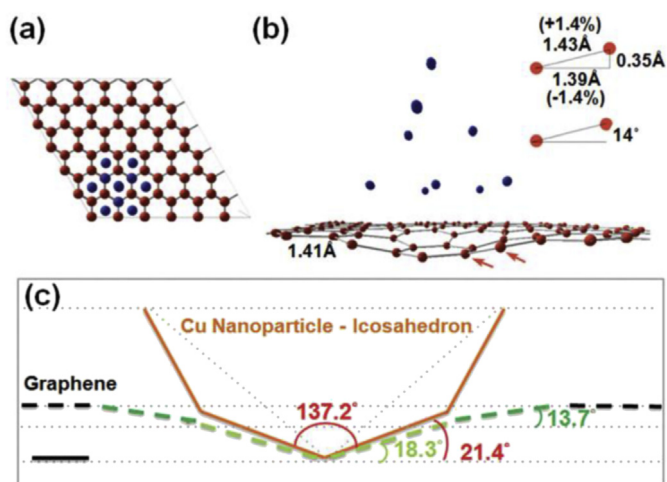 (a)
(b)
(+1.4%)
1.43Å
0.35Å
1.39Å
(-1.4%)
14°
1.41Å
(c)
Cu Nanoparticle - Icosahedron
Graphene
137.2°
13.7°
18.3°
21.4°